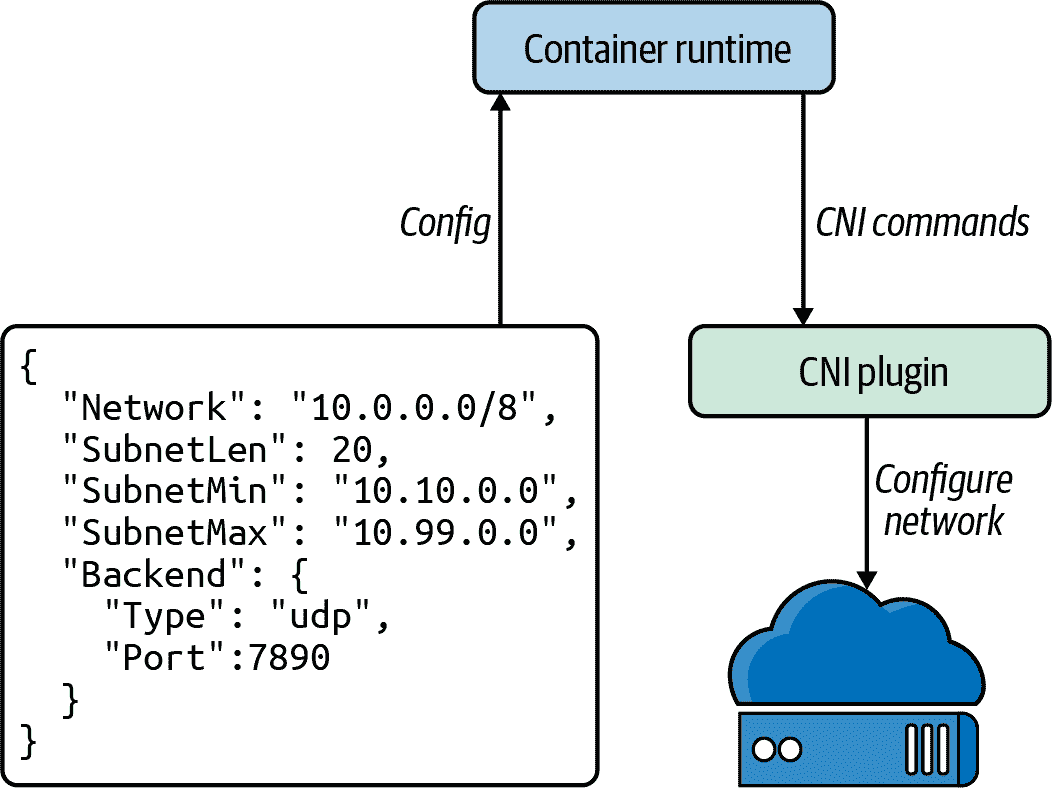 Container runtime
Config
CNI commands
{
  "Network": "10.0.0.0/8",
  "SubnetLen": 20,
  "SubnetMin": "10.10.0.0",
  "SubnetMax": "10.99.0.0",
  "Backend": {
    "Type": "udp",
    "Port":7890
  }
}
CNI plugin
Configure
network